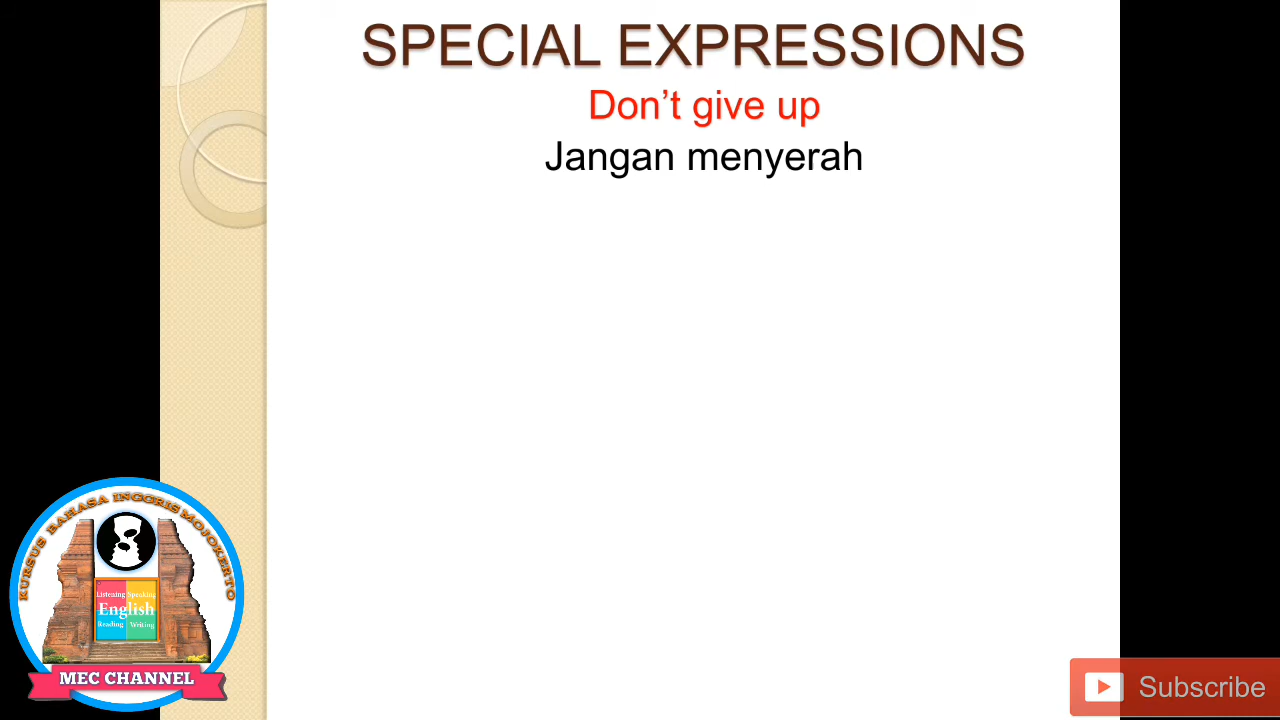 SPECIAL EXPRESSIONS
Don’t give up
Jangan menyerah
KURSUS BAHASA INGGRIS MOJOKERTO
Listening Speaking
English
Reading Writing
MEC CHANNEL
Subscribe